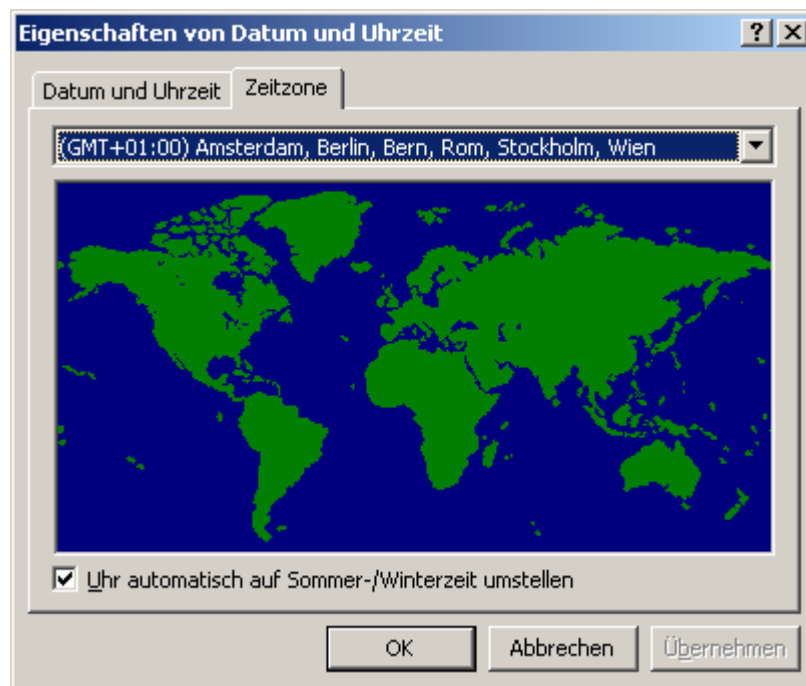 Eigenschaften von Datum und Uhrzeit
Datum und Uhrzeit
Zeitzone
(GMT+01:00) Amsterdam, Berlin, Bern, Rom, Stockholm, Wien
Uhr automatisch auf Sommer-/Winterzeit umstellen
OK
Abbrechen
Übernehmen